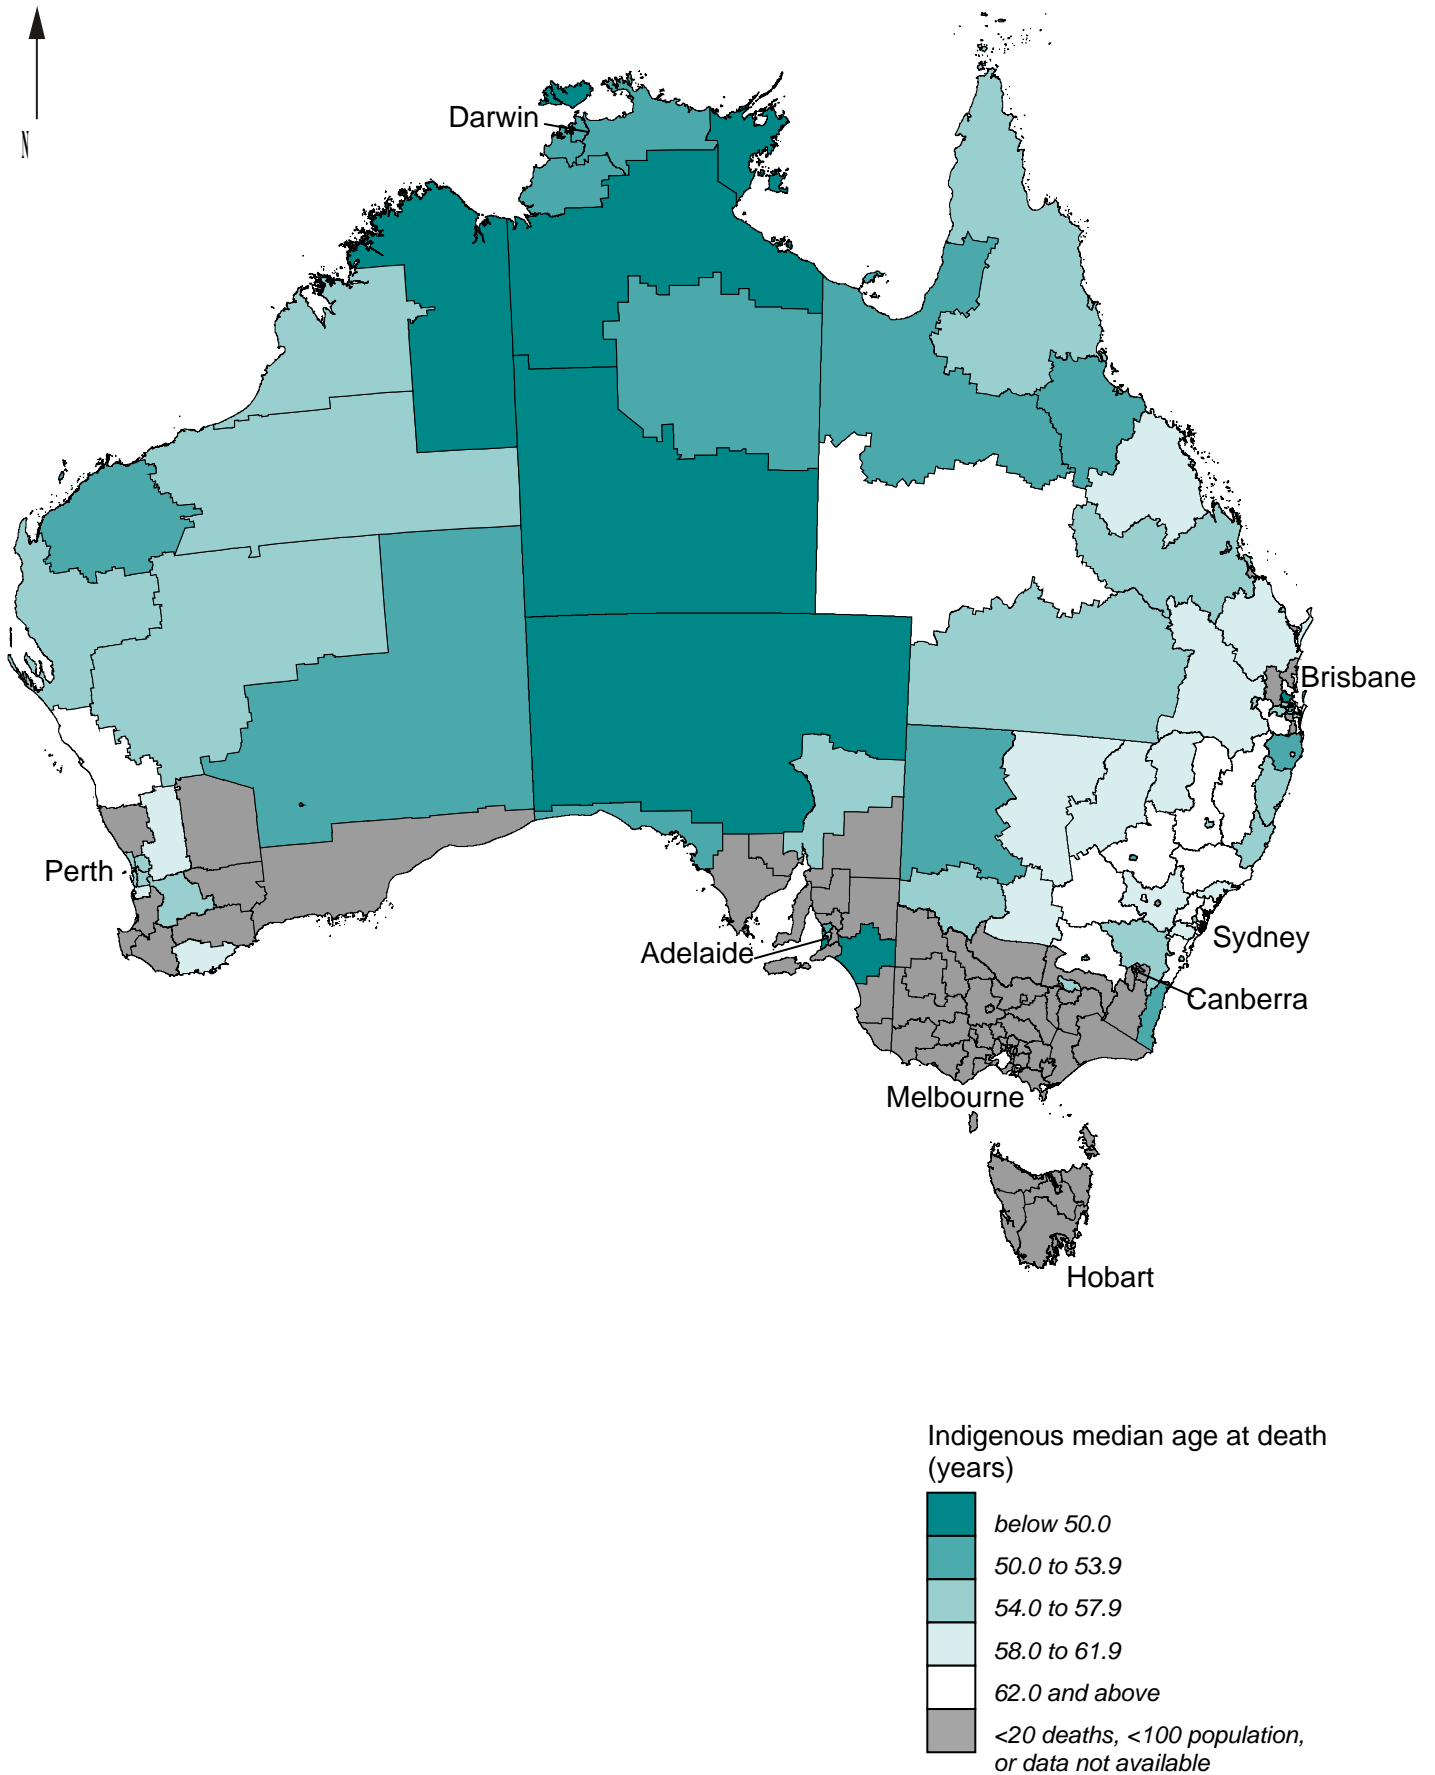 N
Darwin
Brisbane
Perth
Adelaide
Sydney
Canberra
Melbourne
Hobart
Indigenous median age at death
(years)
below 50.0
50.0 to 53.9
54.0 to 57.9
58.0 to 61.9
62.0 and above
<20 deaths, <100 population,
or data not available